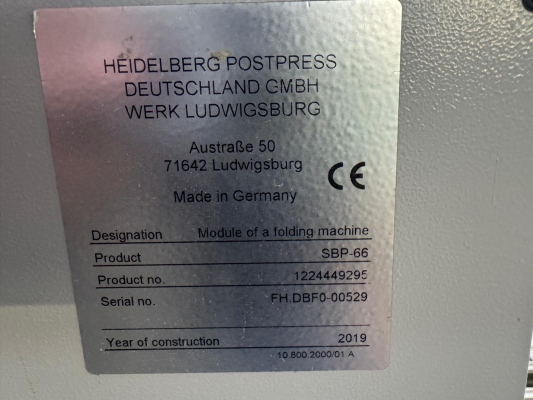 HEIDELBERG POSTPRESS
DEUTSCHLAND GMBH
WERK LUDWIGSBURG
Austraße 50
71642 Ludwigsburg
CE
Made in Germany
Designation Module of a folding machine
Product SBP-66
Product no. 1224449295
Serial no. FH.DBF0-00529
Year of construction 2019
10.800.2000/01 A